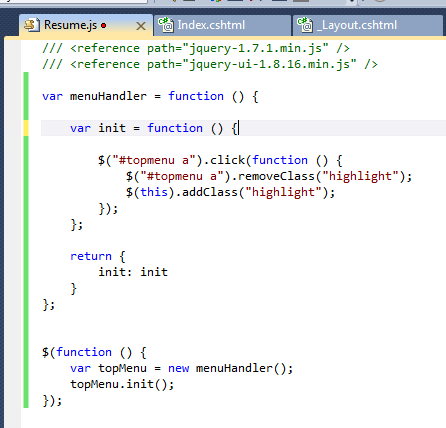 Resume.js Index.cshtml _Layout.cshtml
/// <reference path="jquery-1.7.1.min.js" />
/// <reference path="jquery-ui-1.8.16.min.js" />
var menuHandler = function () {
    var init = function () {
        $("#topmenu a").click(function () {
            $("#topmenu a").removeClass("highlight");
            $(this).addClass("highlight");
        });
    };
    return {
        init: init
    }
};
$(function () {
    var topMenu = new menuHandler();
    topMenu.init();
});